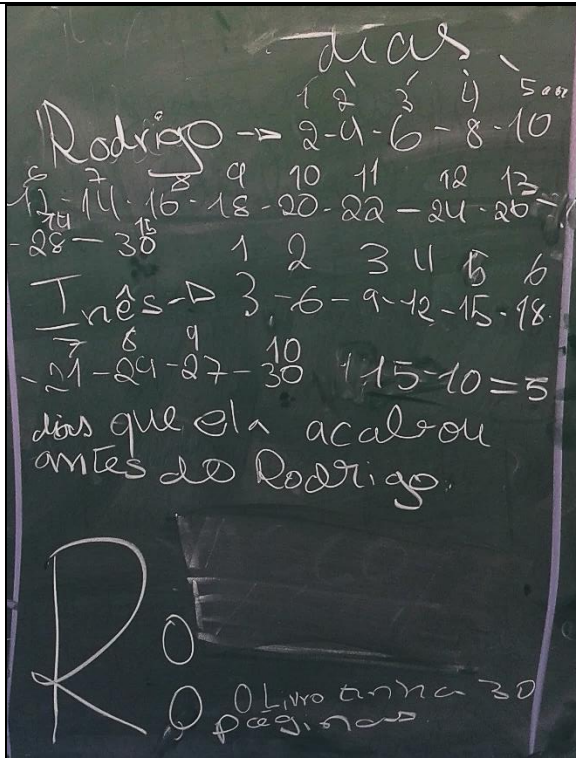 dias
1 2 3 4 5
Rodrigo -> 2-4-6-8-10
6 7 8 9 10 11 12 13
12-14-16-18-20-22-24-26-
14 15
-28-30
1 2 3 4 5 6
Inês-> 3-6-9-12-15-18
7 8 9 10
-21-24-27-30 15-10=5
dias que ela acabou
antes do Rodrigo.
R:
O Livro tinha 30
páginas.